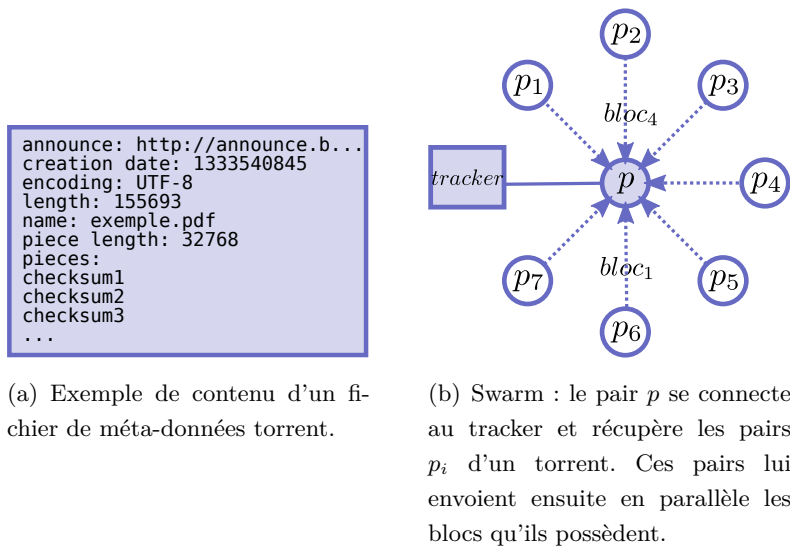 announce: http://announce.b...
creation date: 1333540845
encoding: UTF-8
length: 155693
name: exemple.pdf
piece length: 32768
pieces:
checksum1
checksum2
checksum3
...
(a) Exemple de contenu d'un fi-
chier de méta-données torrent.
p2
p1
p3
bloc4
tracker
p
p4
bloc1
p7
p5
p6
(b) Swarm : le pair p se connecte
au tracker et récupère les pairs
pi d'un torrent. Ces pairs lui
envoient ensuite en parallèle les
blocs qu'ils possèdent.